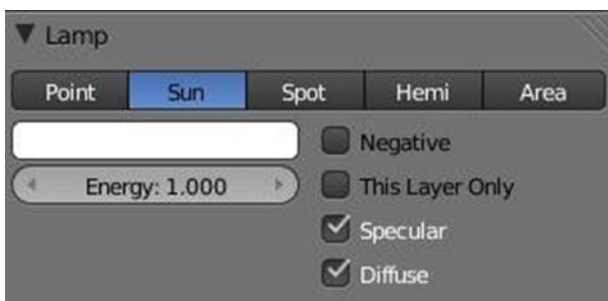 Lamp
Point Sun Spot Hemi Area
Negative
Energy: 1.000 This Layer Only
Specular
Diffuse